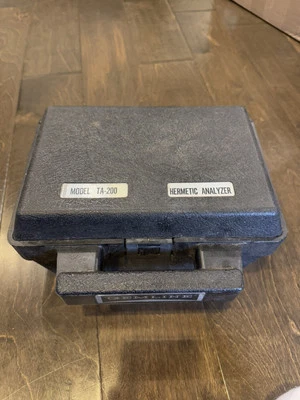 MODEL TA-200
HERMETIC ANALYZER